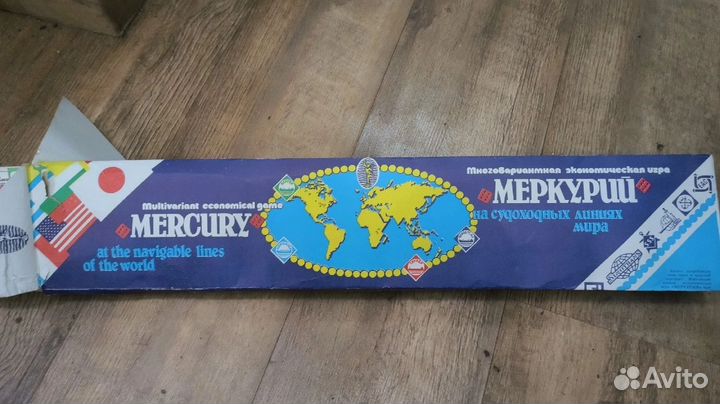 Multivariant economical game
MERCURY
at the navigable lines
of the world
Многовариантная экономическая игра
МЕРКУРИЙ
на судоходных линиях
мира
Avito